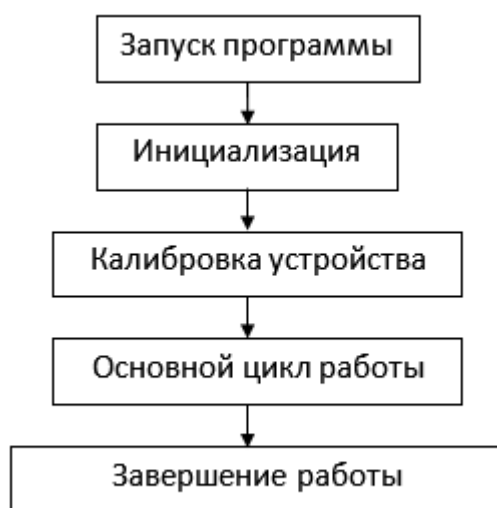 Запуск программы
Инициализация
Калибровка устройства
Основной цикл работы
Завершение работы